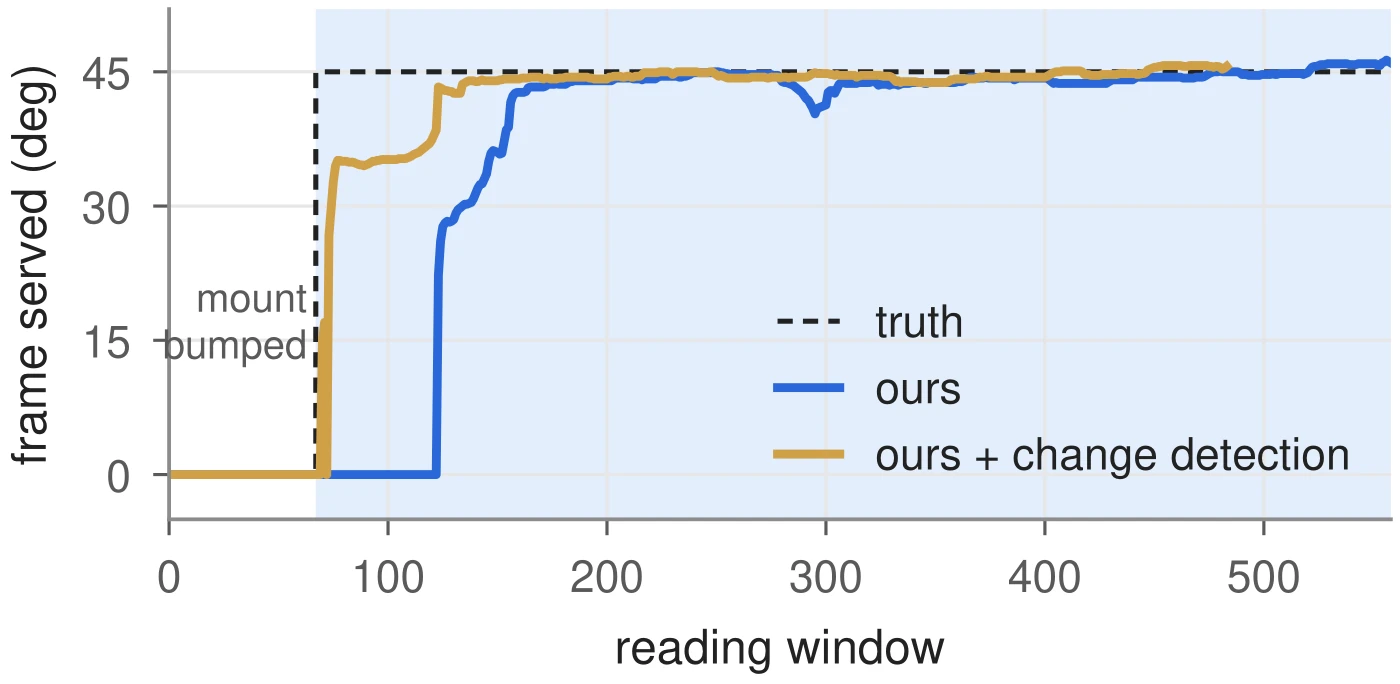 frame served (deg)
45
30
15
0
mount
bumped
truth
ours
ours + change detection
0 100 200 300 400 500
reading window